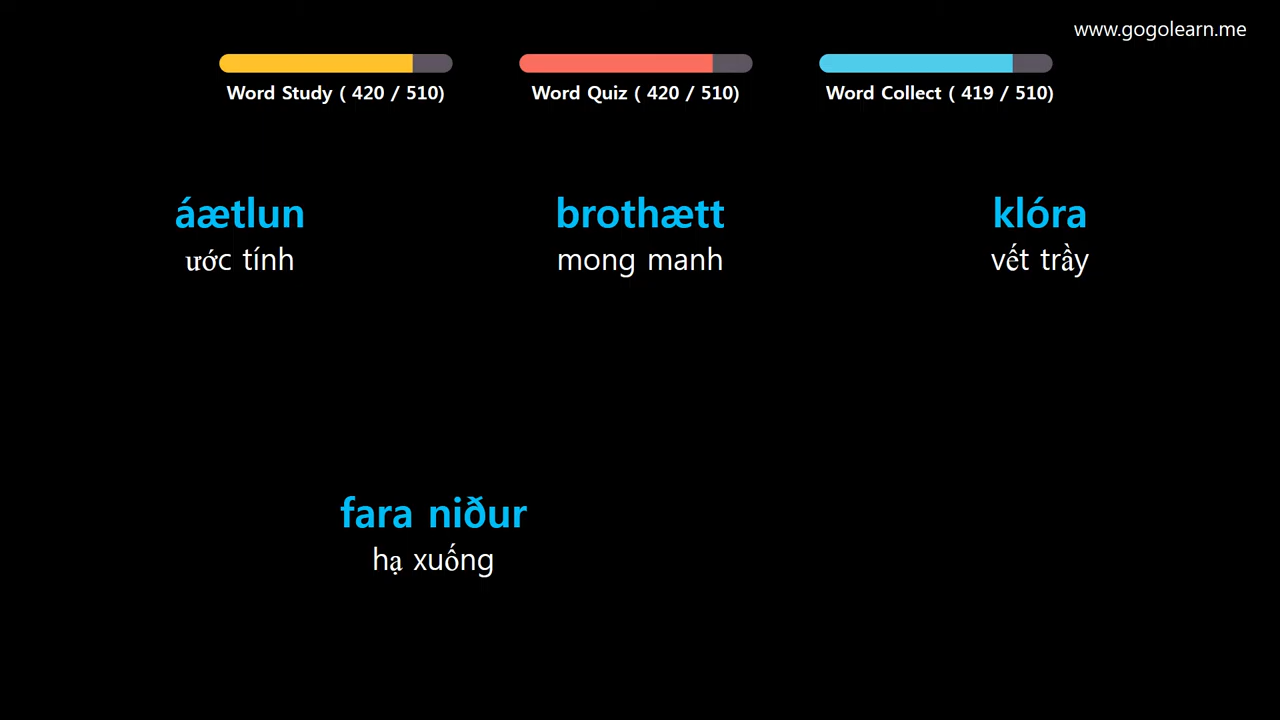 www.gogolearn.me
Word Study ( 420 / 510)
Word Quiz ( 420 / 510)
Word Collect ( 419 / 510)
áætlun
ước tính
brothætt
mong manh
klóra
vết trầy
fara niður
hạ xuống